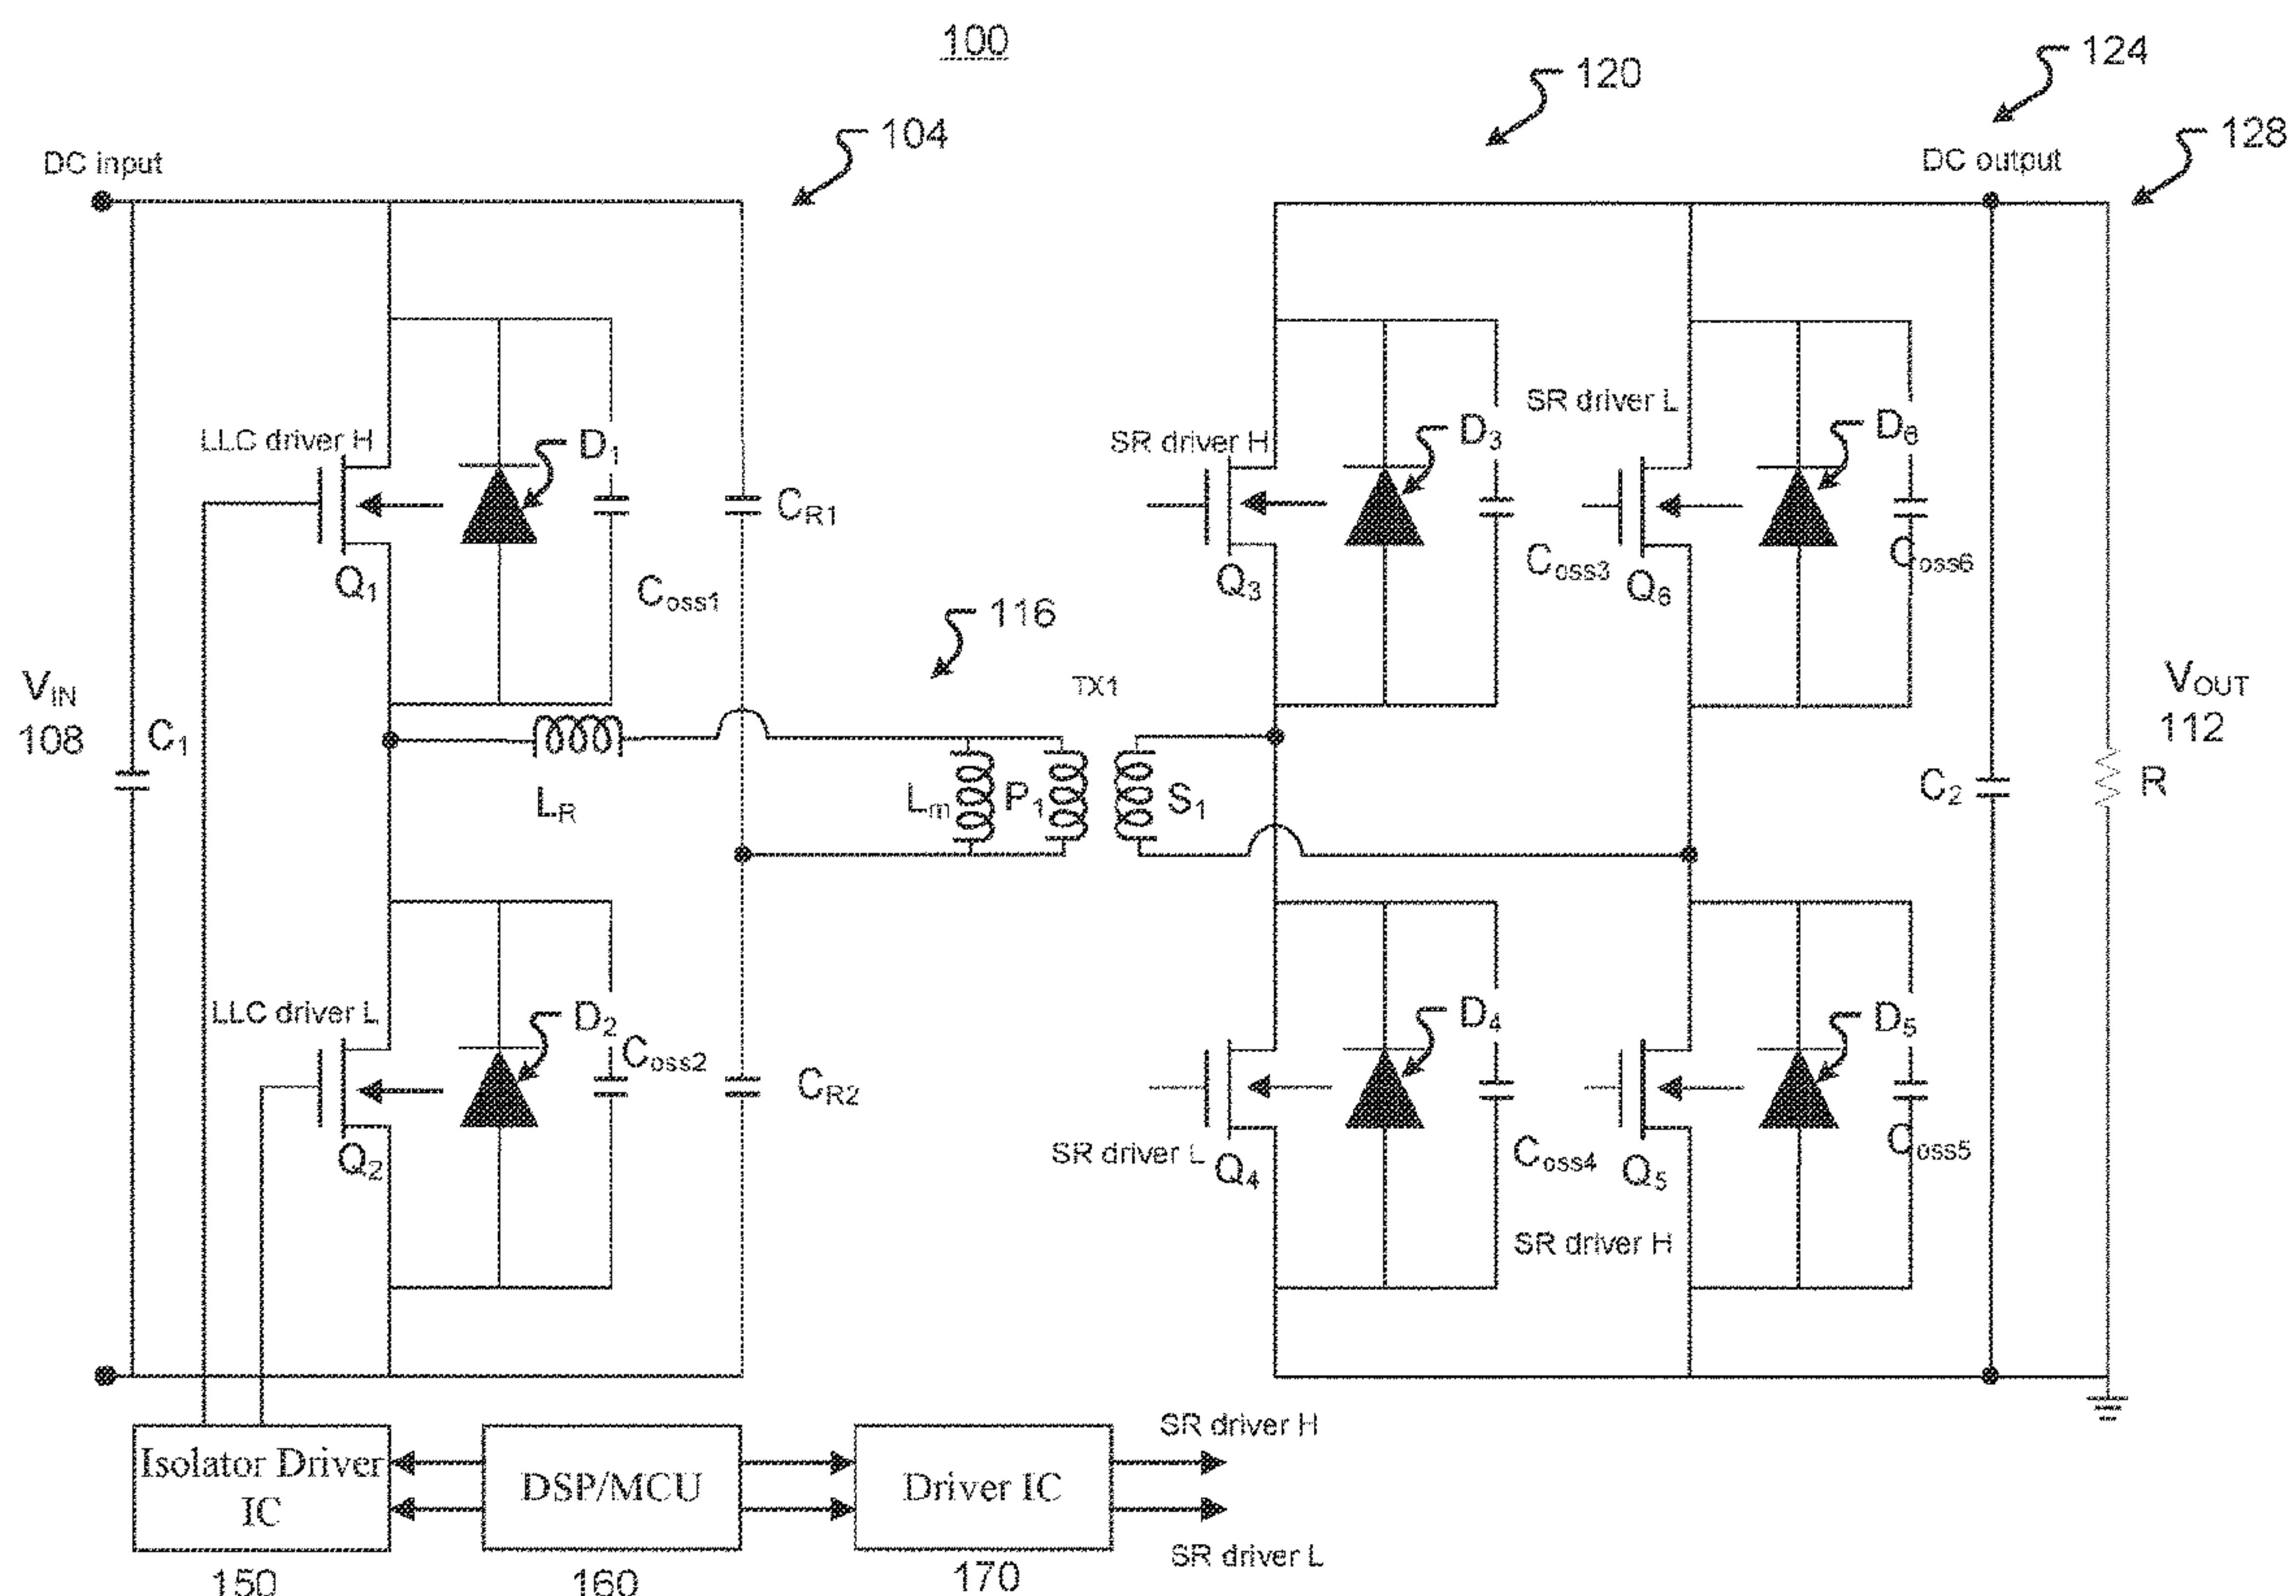 100
124
120
104
128
DC input
DC output
SR driver L
LLC driver H
D1
SR driver H
D3
D6
CR1
Q1
Coss1
Q3
Coss3
Q6
Coss6
116
TX1
VIN
108
C1
VOUT
112
LR
Lm
P1
S1
C2
R
LLC driver L
D2
Coss2
D4
D5
CR2
Q2
SR driver L
Q4
Coss4
Q5
Coss5
SR driver H
Isolator Driver
IC
DSP/MCU
Driver IC
SR driver H
SR driver L
150
160
170